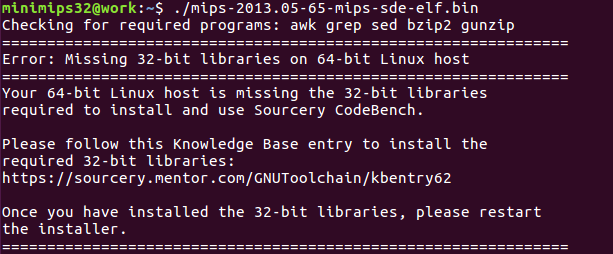 minimips32@work:~$ ./mips-2013.05-65-mips-sde-elf.bin
Checking for required programs: awk grep sed bzip2 gunzip
===============================================================
Error: Missing 32-bit libraries on 64-bit Linux host
===============================================================
Your 64-bit Linux host is missing the 32-bit libraries
required to install and use Sourcery CodeBench.
Please follow this Knowledge Base entry to install the
required 32-bit libraries:
https://sourcery.mentor.com/GNUToolchain/kbentry62
Once you have installed the 32-bit libraries, please restart
the installer.
===============================================================